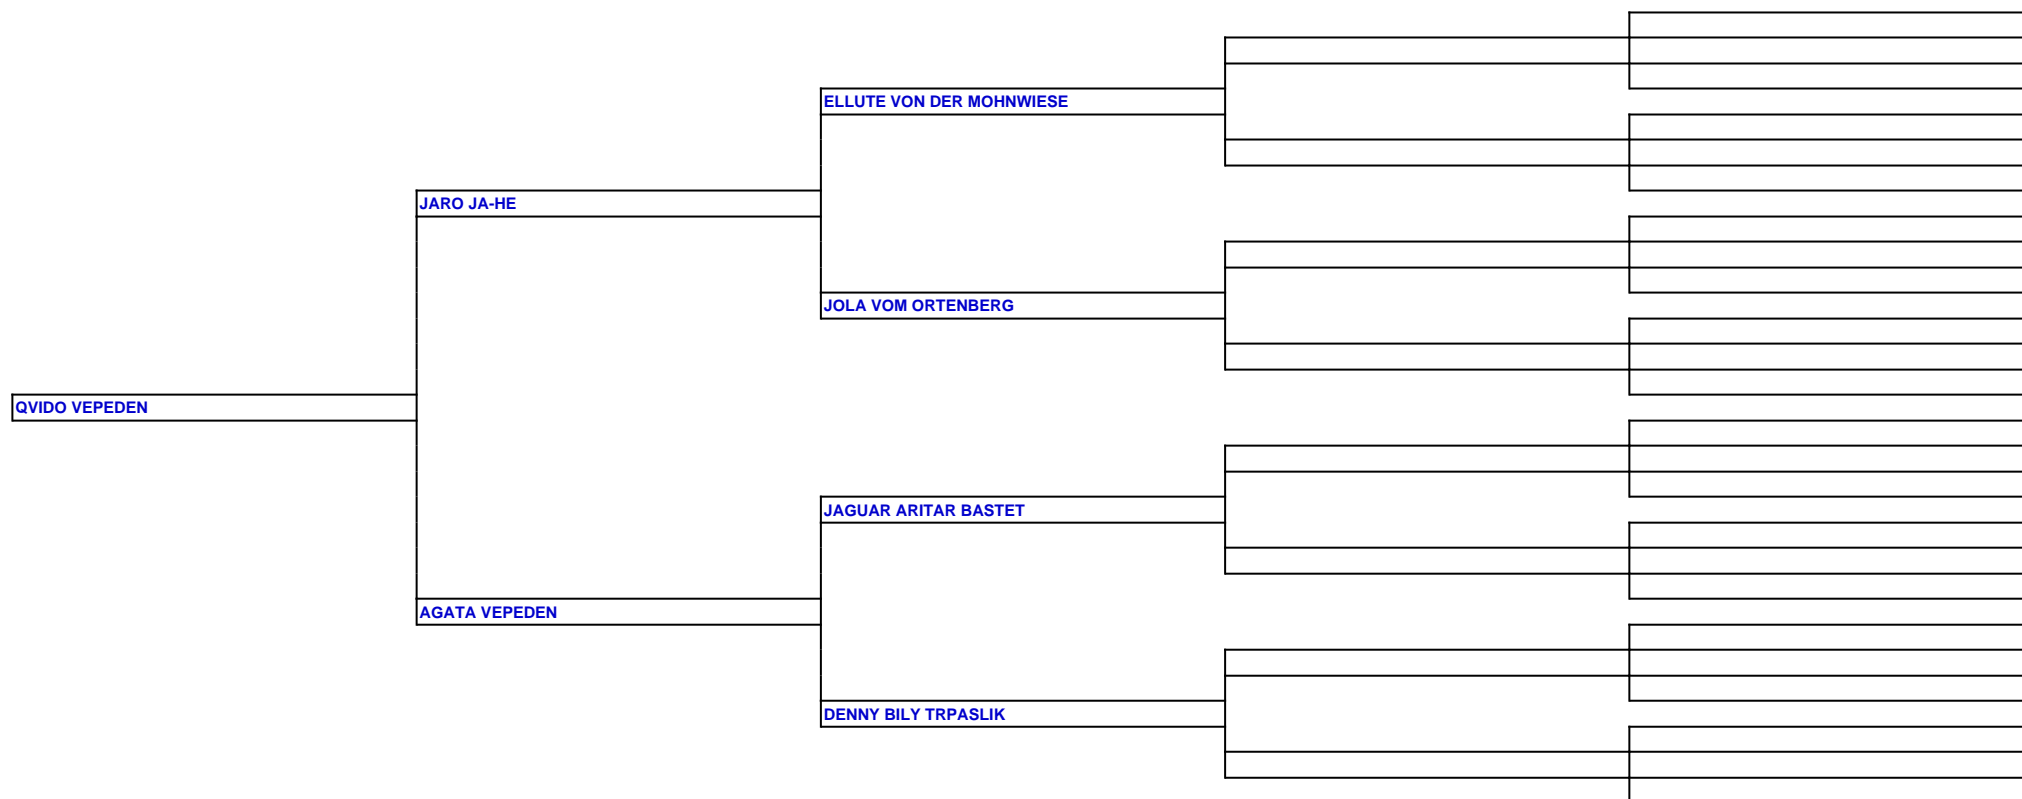 ELLUTE VON DER MOHNWIESE
JARO JA-HE
JOLA VOM ORTENBERG
QVIDO VEPEDEN
JAGUAR ARITAR BASTET
AGATA VEPEDEN
DENNY BILY TRPASLIK